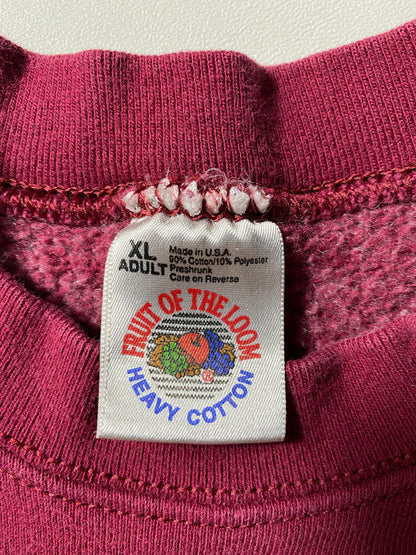 XL
ADULT
Made in U.S.A.
90% Cotton/10% Polyester
Preshrunk
Care on Reverse
FRUIT OF THE LOOM
®
HEAVY COTTON